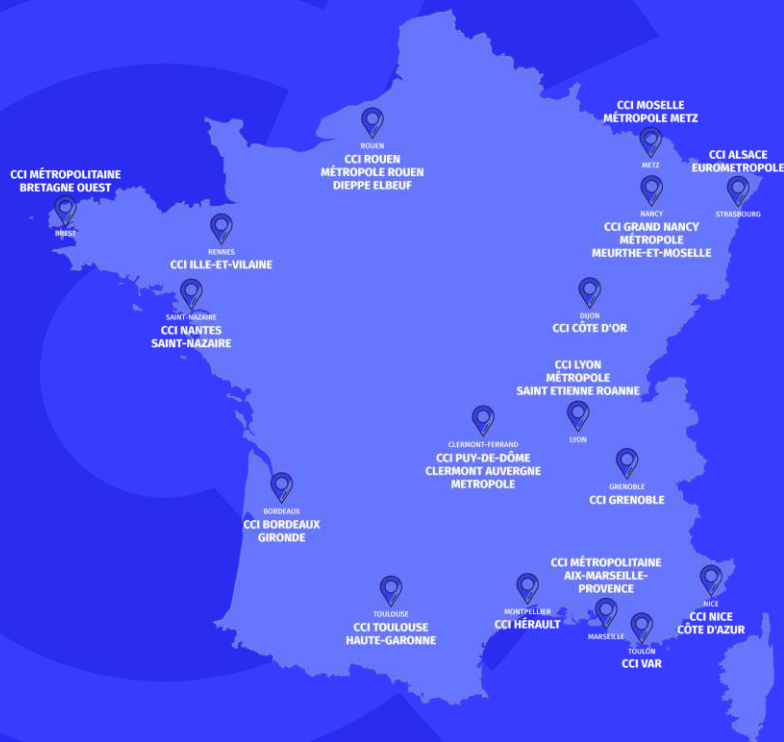 ROUEN
CCI ROUEN
MÉTROPOLE ROUEN
DIEPPE ELBEUF
CCI MOSELLE
MÉTROPOLE METZ
METZ
CCI ALSACE
EUROMETROPOLE
STRASBOURG
CCI MÉTROPOLITAINE
BRETAGNE OUEST
BREST
NANCY
CCI GRAND NANCY
MÉTROPOLE
MEURTHE-ET-MOSELLE
RENNES
CCI ILLE-ET-VILAINE
SAINT-NAZAIRE
CCI NANTES
SAINT-NAZAIRE
DIJON
CCI CÔTE D'OR
CCI LYON
MÉTROPOLE
SAINT ETIENNE ROANNE
LYON
CLERMONT-FERRAND
CCI PUY-DE-DÔME
CLERMONT AUVERGNE
METROPOLE
GRENOBLE
CCI GRENOBLE
BORDEAUX
CCI BORDEAUX
GIRONDE
CCI MÉTROPOLITAINE
AIX-MARSEILLE-
PROVENCE
MARSEILLE
TOULOUSE
CCI TOULOUSE
HAUTE-GARONNE
MONTPELLIER
CCI HÉRAULT
NICE
CCI NICE
CÔTE D'AZUR
TOULON
CCI VAR